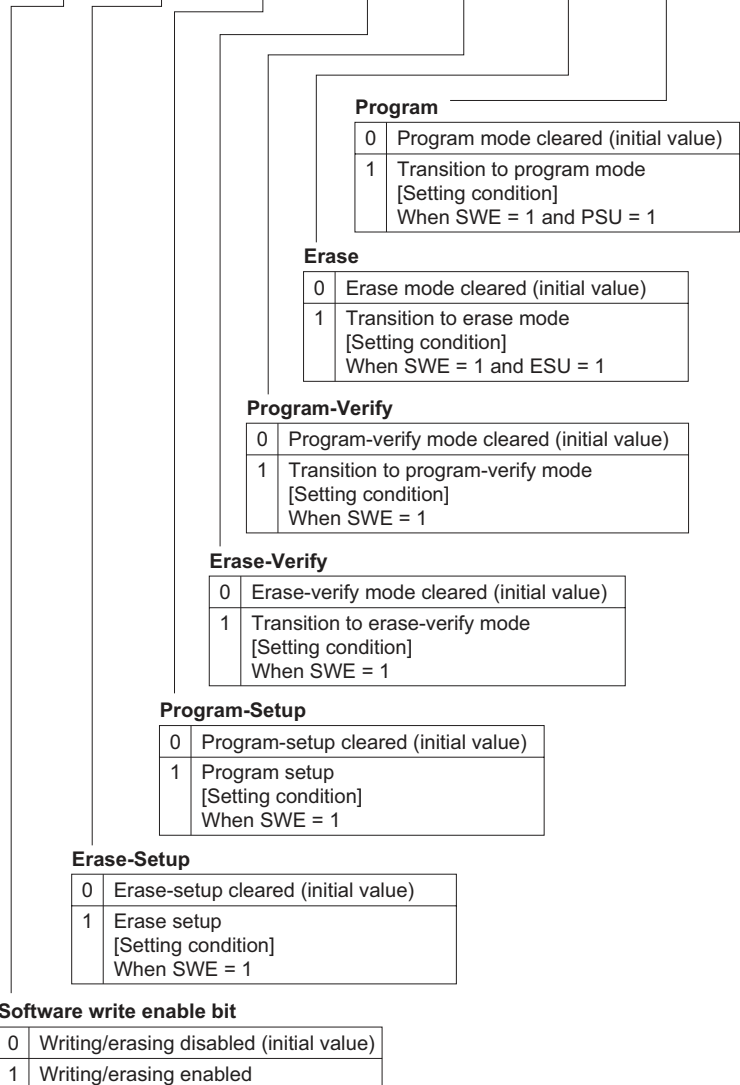 Program
0 Program mode cleared (initial value)
1 Transition to program mode
[Setting condition]
When SWE = 1 and PSU = 1
Erase
0 Erase mode cleared (initial value)
1 Transition to erase mode
[Setting condition]
When SWE = 1 and ESU = 1
Program-Verify
0 Program-verify mode cleared (initial value)
1 Transition to program-verify mode
[Setting condition]
When SWE = 1
Erase-Verify
0 Erase-verify mode cleared (initial value)
1 Transition to erase-verify mode
[Setting condition]
When SWE = 1
Program-Setup
0 Program-setup cleared (initial value)
1 Program setup
[Setting condition]
When SWE = 1
Erase-Setup
0 Erase-setup cleared (initial value)
1 Erase setup
[Setting condition]
When SWE = 1
Software write enable bit
0 Writing/erasing disabled (initial value)
1 Writing/erasing enabled